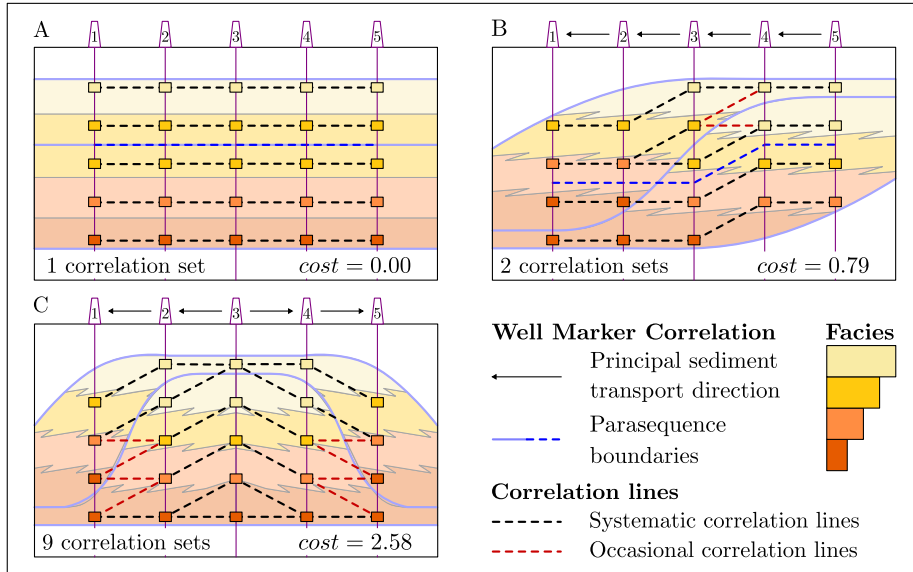 A
1 2 3 4 5
1 correlation set cost = 0.00
B
1 2 3 4 5
2 correlation sets cost = 0.79
C
1 2 3 4 5
9 correlation sets cost = 2.58
Well Marker Correlation
Principal sediment
transport direction
Parasequence
boundaries
Facies
Correlation lines
Systematic correlation lines
Occasional correlation lines